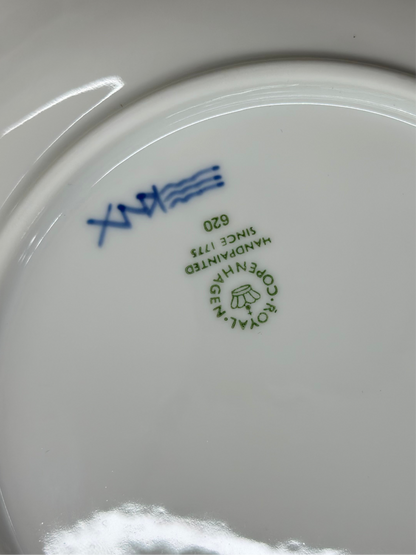 ROYAL · COPENHAGEN ·
HANDPAINTED
SINCE 1775
620